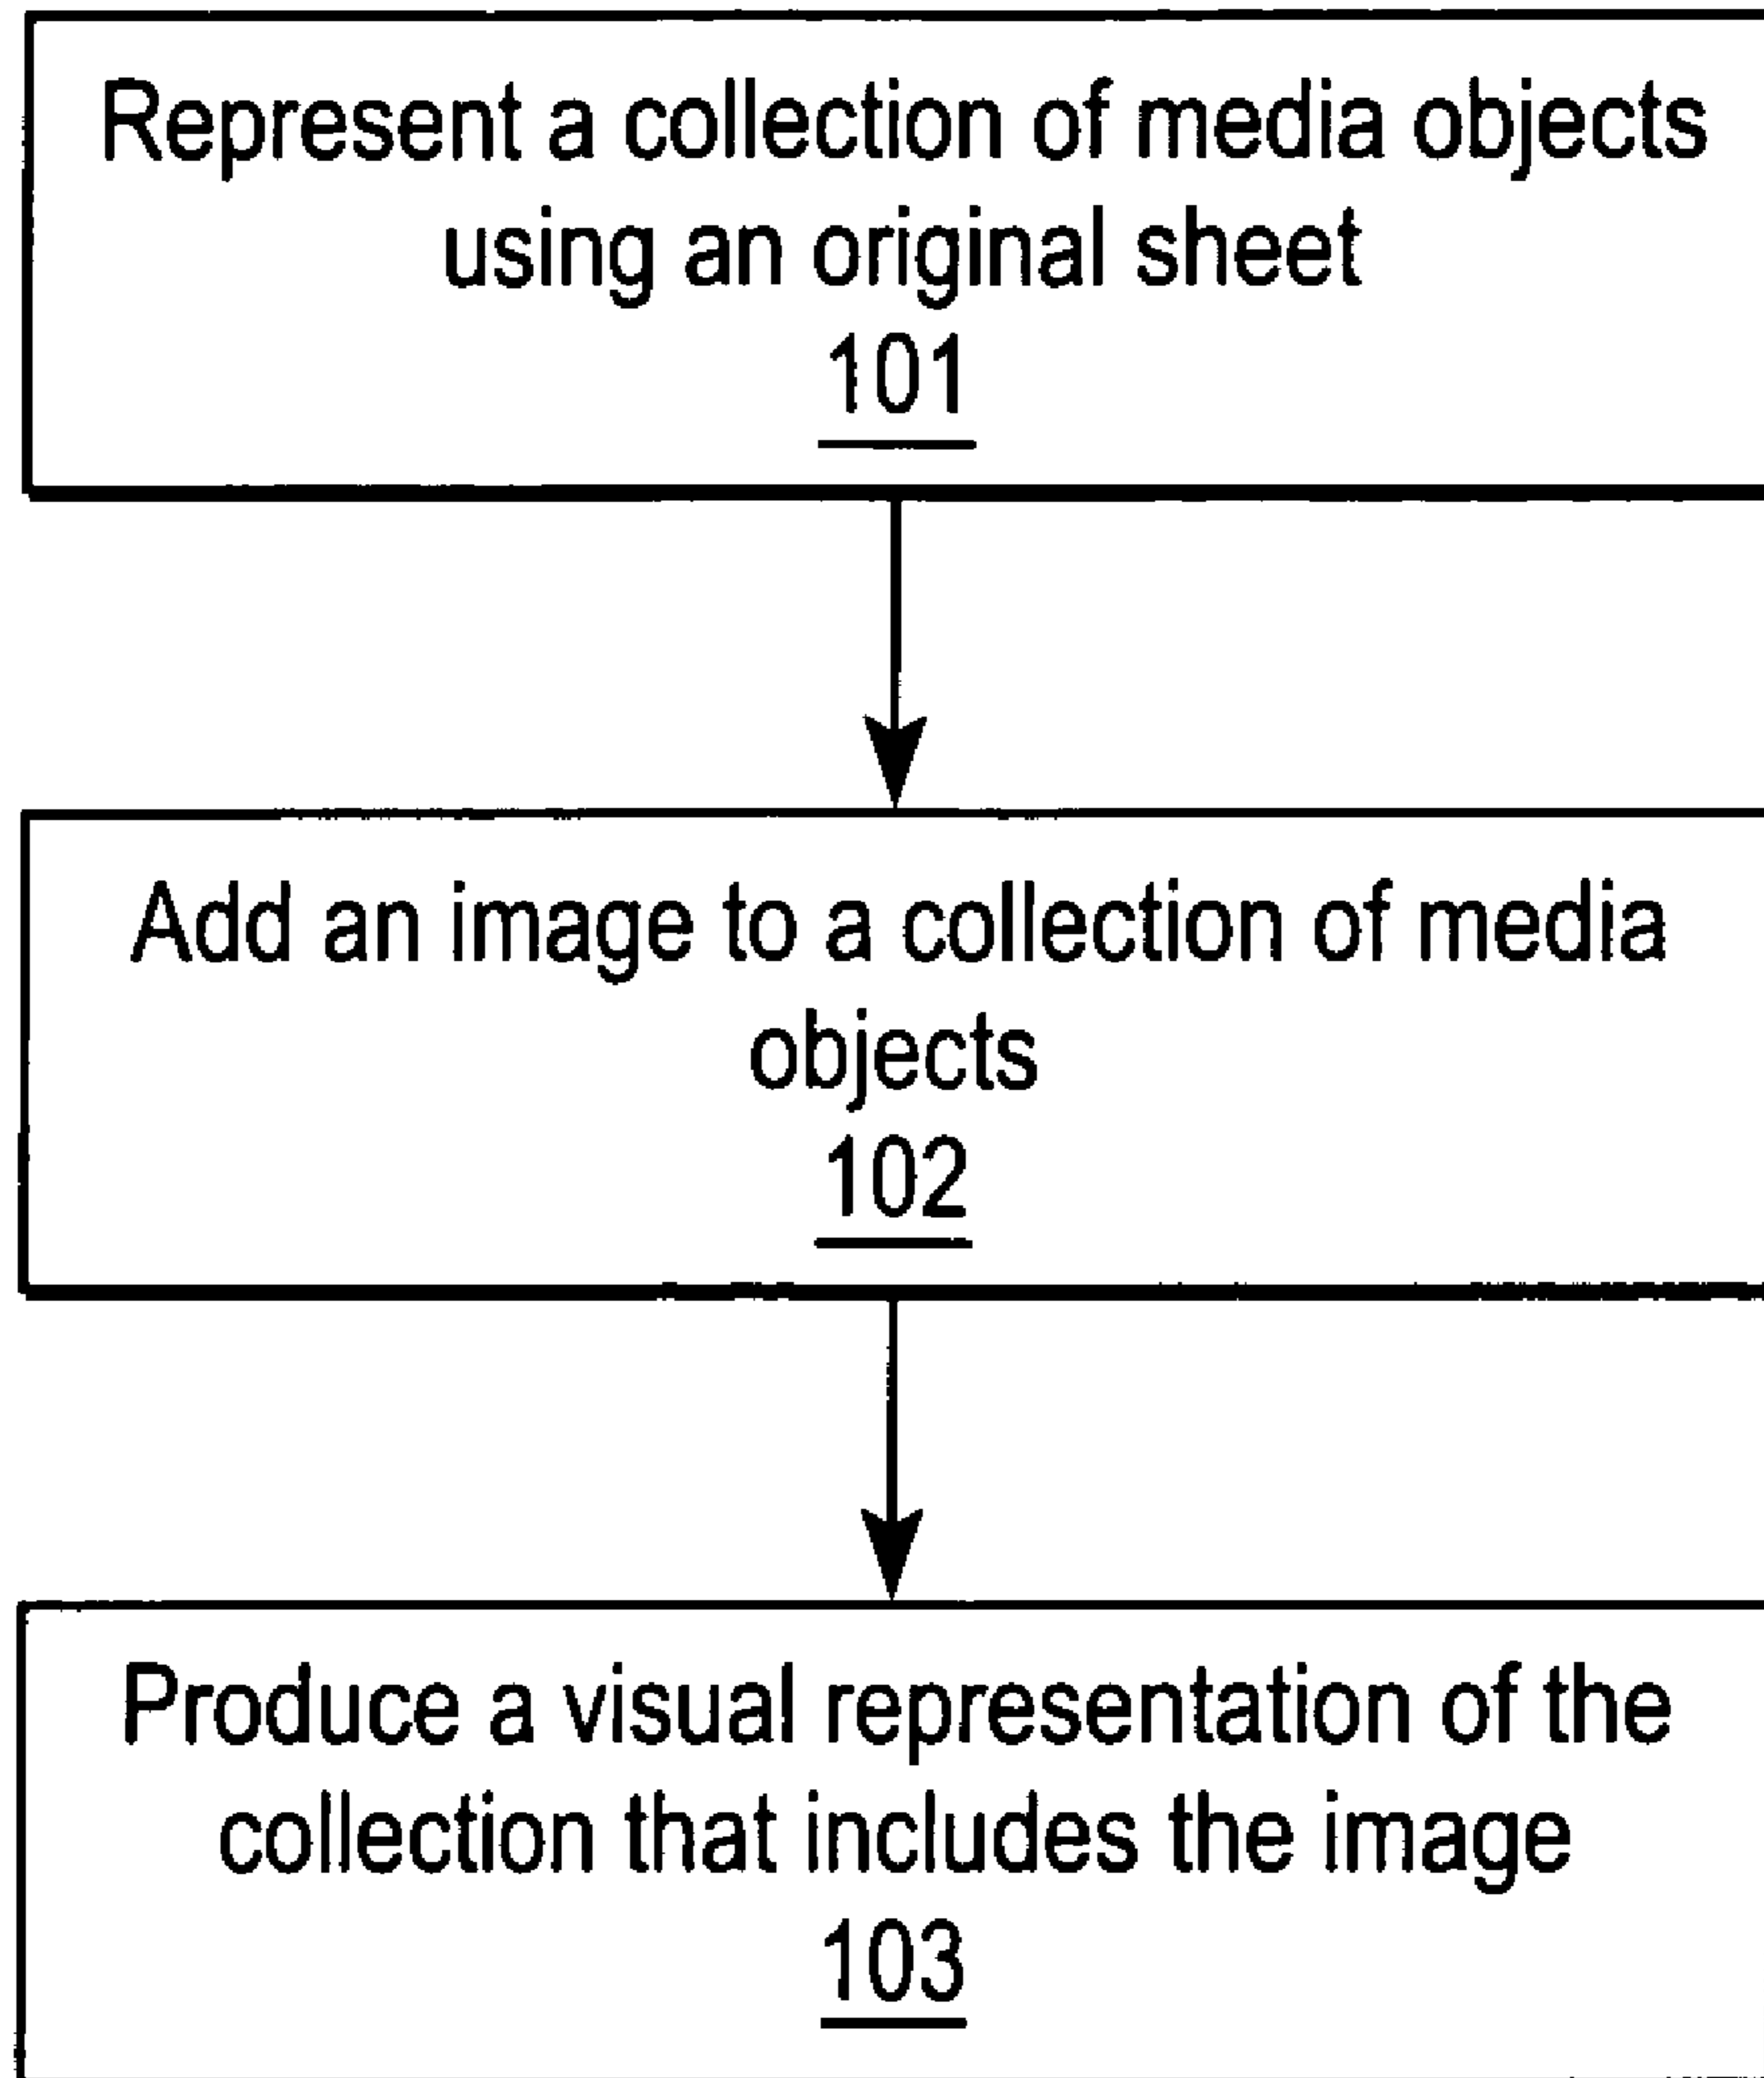 Represent a collection of media objects
using an original sheet
101
Add an image to a collection of media
objects
102
Produce a visual representation of the
collection that includes the image
103